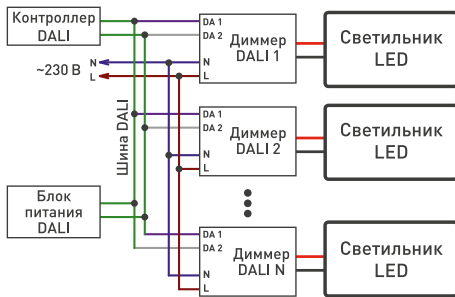 Контроллер
DALI
DA 1
DA 2
N
L
Диммер
DALI 1
Светильник
LED
~230 В
N
L
Шина DALI
DA 1
DA 2
N
L
Диммер
DALI 2
Светильник
LED
Блок
питания
DALI
DA 1
DA 2
N
L
Диммер
DALI N
Светильник
LED